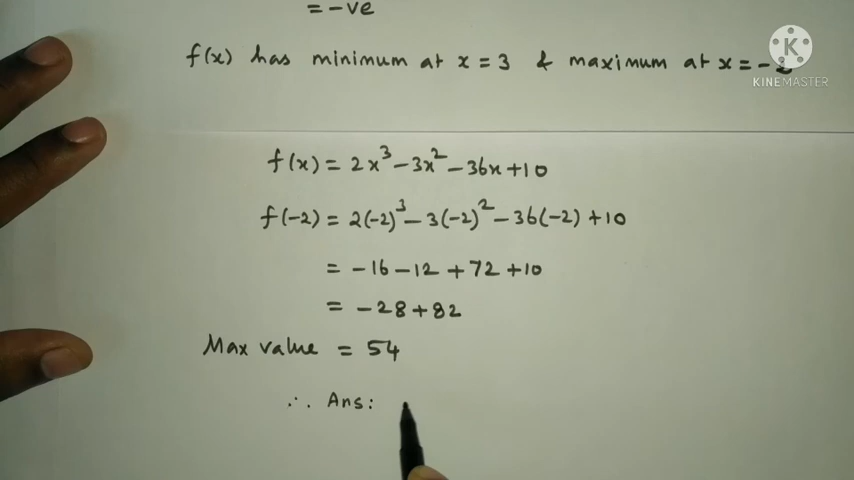 = -ve
f(x) has minimum at x = 3 & maximum at x = -2
K
KINEMASTER
f(x) = 2x³ - 3x² - 36x + 10
f(-2) = 2(-2)³ - 3(-2)² - 36(-2) + 10
= -16 - 12 + 72 + 10
= -28 + 82
Max value = 54
∴ Ans: